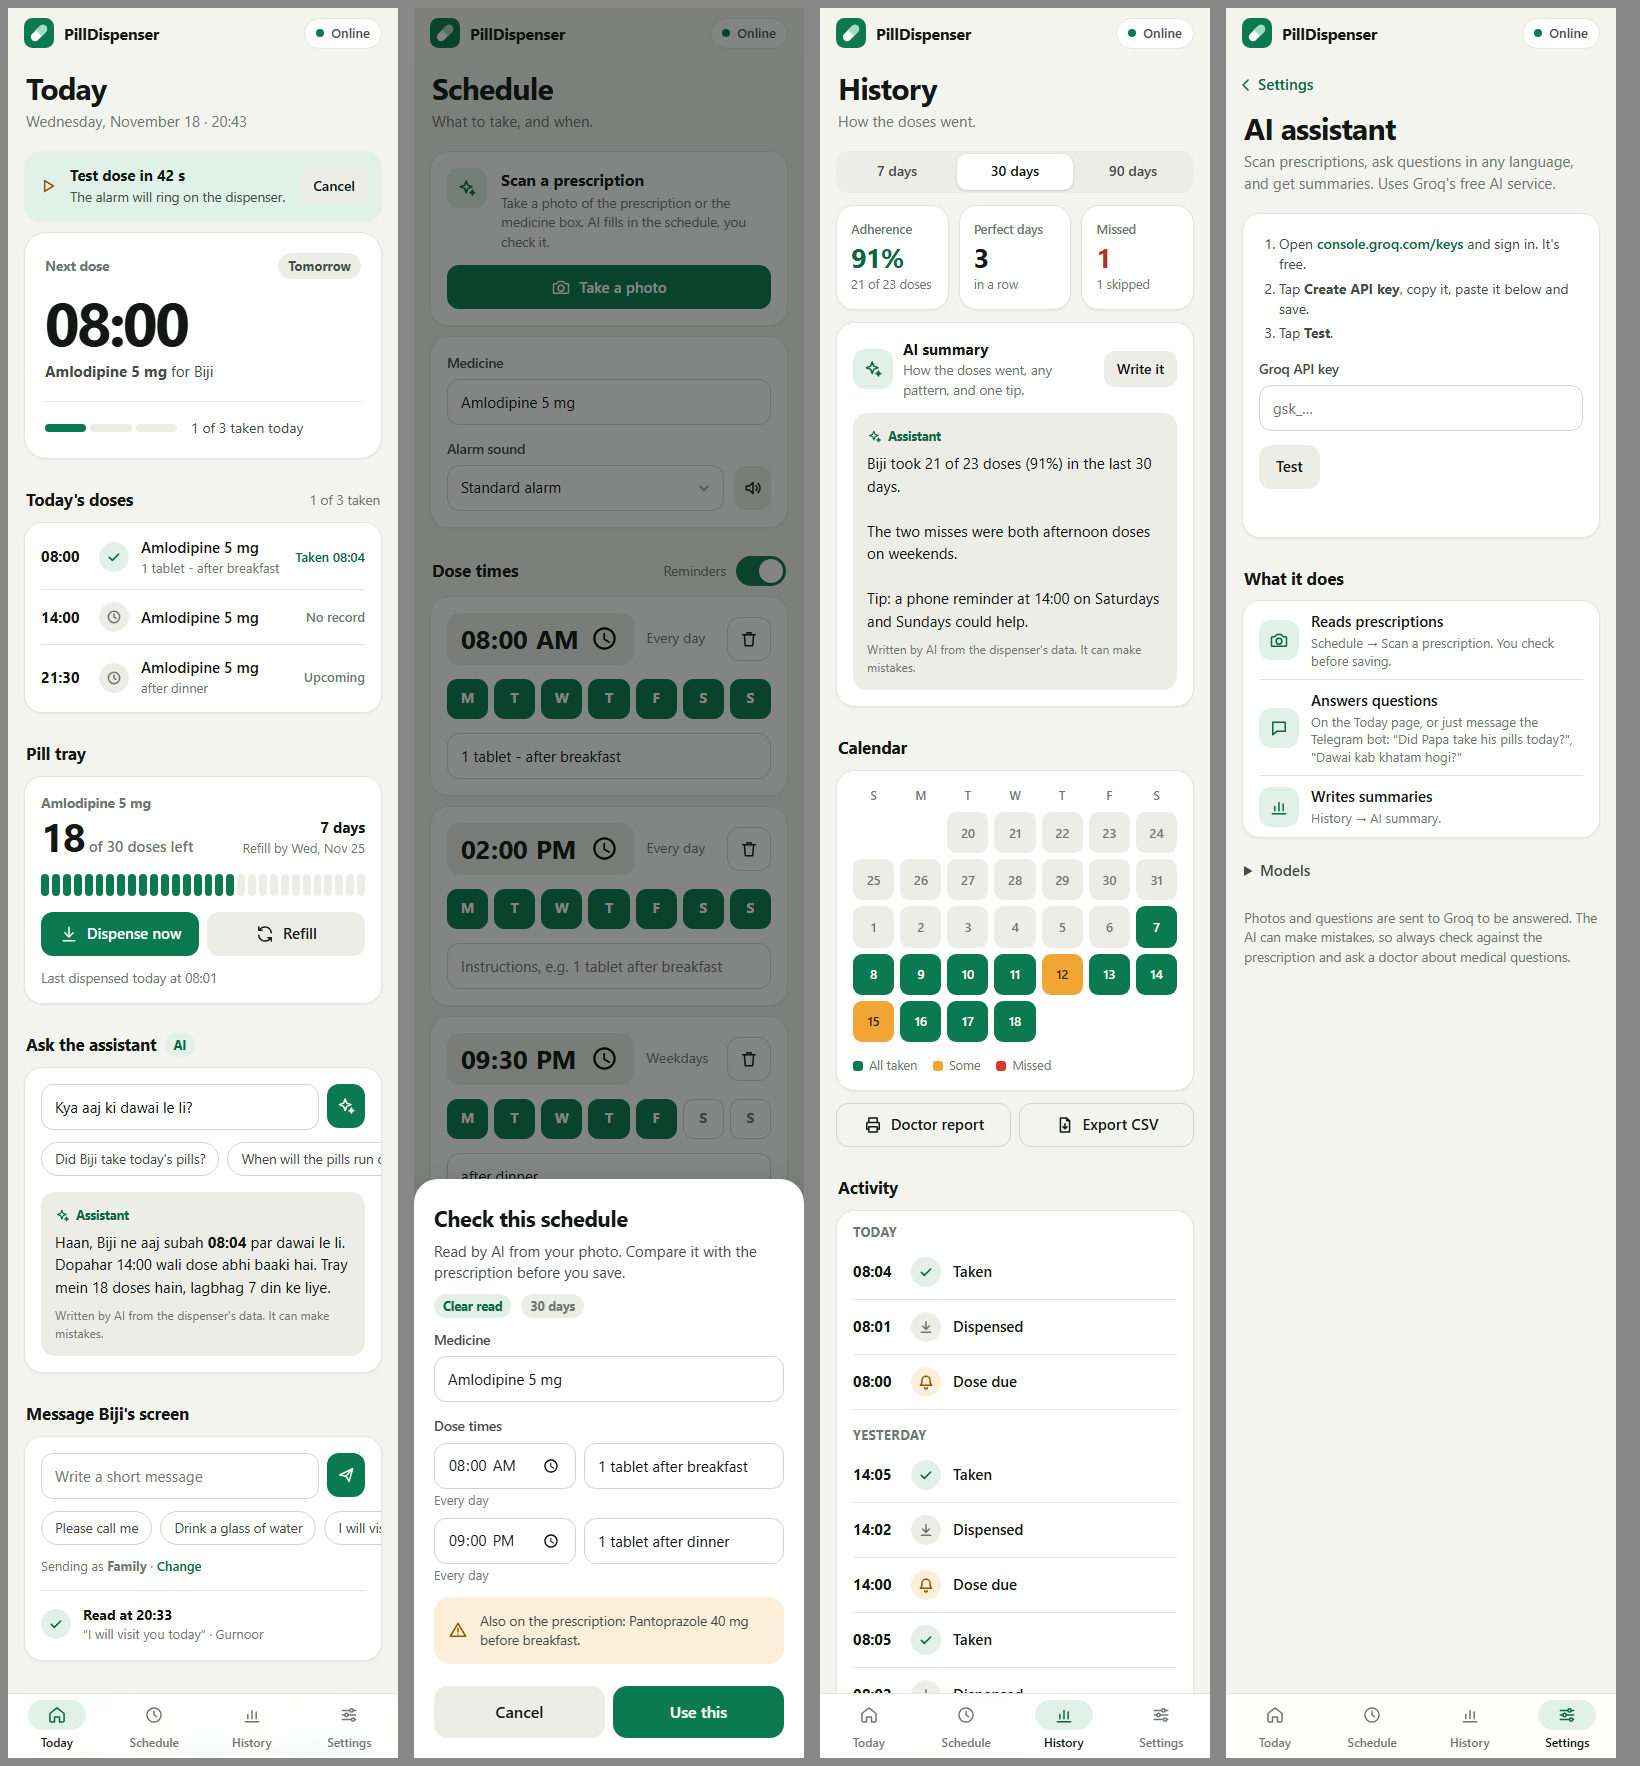 PillDispenser
Online
Today
Wednesday, November 18 · 20:43
Test dose in 42 s
The alarm will ring on the dispenser.
Cancel
Next dose
Tomorrow
08:00
Amlodipine 5 mg for Biji
1 of 3 taken today
Today's doses
1 of 3 taken
08:00
Amlodipine 5 mg
1 tablet - after breakfast
Taken 08:04
14:00
Amlodipine 5 mg
No record
21:30
Amlodipine 5 mg
after dinner
Upcoming
Pill tray
Amlodipine 5 mg
18 of 30 doses left
7 days
Refill by Wed, Nov 25
Dispense now
Refill
Last dispensed today at 08:01
Ask the assistant
AI
Kya aaj ki dawai le li?
Did Biji take today's pills?
When will the pills run
Assistant
Haan, Biji ne aaj subah 08:04 par dawai le li.
Dopahar 14:00 wali dose abhi baaki hai. Tray
mein 18 doses hain, lagbhag 7 din ke liye.
Written by AI from the dispenser's data. It can make
mistakes.
Message Biji's screen
Write a short message
Please call me
Drink a glass of water
I will
Sending as Family · Change
Read at 20:33
“I will visit you today” · Gurnoor
Today
Schedule
History
Settings
PillDispenser
Online
Schedule
What to take, and when.
Scan a prescription
Take a photo of the prescription or the
medicine box. AI fills in the schedule, you
check it.
Take a photo
Medicine
Amlodipine 5 mg
Alarm sound
Standard alarm
Dose times
Reminders
08:00 AM
Every day
M T W T F S S
1 tablet - after breakfast
02:00 PM
Every day
M T W T F S S
Instructions, e.g. 1 tablet after breakfast
09:30 PM
Weekdays
M T W T F S S
after dinner
Check this schedule
Read by AI from your photo. Compare it with the
prescription before you save.
Clear read
30 days
Medicine
Amlodipine 5 mg
Dose times
08:00 AM
1 tablet after breakfast
Every day
09:00 PM
1 tablet after dinner
Every day
Also on the prescription: Pantoprazole 40 mg
before breakfast.
Cancel
Use this
PillDispenser
Online
History
How the doses went.
7 days
30 days
90 days
Adherence
91%
21 of 23 doses
Perfect days
3
in a row
Missed
1
1 skipped
AI summary
How the doses went, any
pattern, and one tip.
Write it
Assistant
Biji took 21 of 23 doses (91%) in the last 30
days.
The two misses were both afternoon doses
on weekends.
Tip: a phone reminder at 14:00 on Saturdays
and Sundays could help.
Written by AI from the dispenser's data. It can make
mistakes.
Calendar
S M T W T F S
20 21 22 23 24
25 26 27 28 29 30 31
1 2 3 4 5 6 7
8 9 10 11 12 13 14
15 16 17 18
All taken
Some
Missed
Doctor report
Export CSV
Activity
TODAY
08:04
Taken
08:01
Dispensed
08:00
Dose due
YESTERDAY
14:05
Taken
14:02
Dispensed
14:00
Dose due
08:05
Taken
Today
Schedule
History
Settings
PillDispenser
Online
Settings
AI assistant
Scan prescriptions, ask questions in any language,
and get summaries. Uses Groq's free AI service.
1. Open console.groq.com/keys and sign in. It's
free.
2. Tap Create API key, copy it, paste it below and
save.
3. Tap Test.
Groq API key
gsk_...
Test
What it does
Reads prescriptions
Schedule → Scan a prescription. You check
before saving.
Answers questions
On the Today page, or just message the
Telegram bot: "Did Papa take his pills today?",
"Dawai kab khatam hogi?"
Writes summaries
History → AI summary.
Models
Photos and questions are sent to Groq to be answered. The
AI can make mistakes, so always check against the
prescription and ask a doctor about medical questions.
Today
Schedule
History
Settings